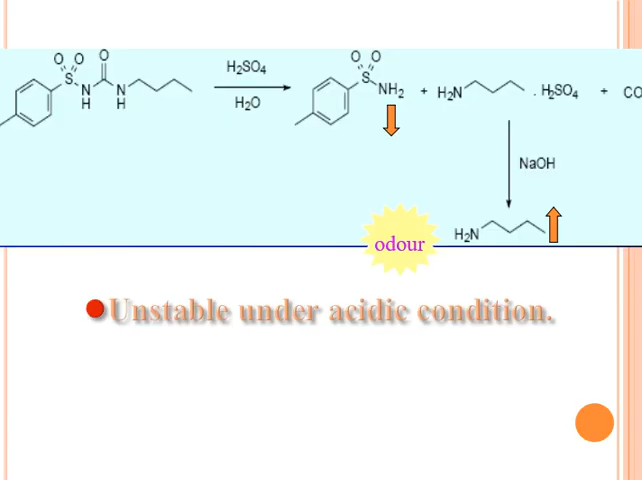 O O O H₂SO₄ O O
S N H N H H₂O S NH₂ + H₂N . H₂SO₄ + CO
NaOH
H₂N
odour
Unstable under acidic condition.